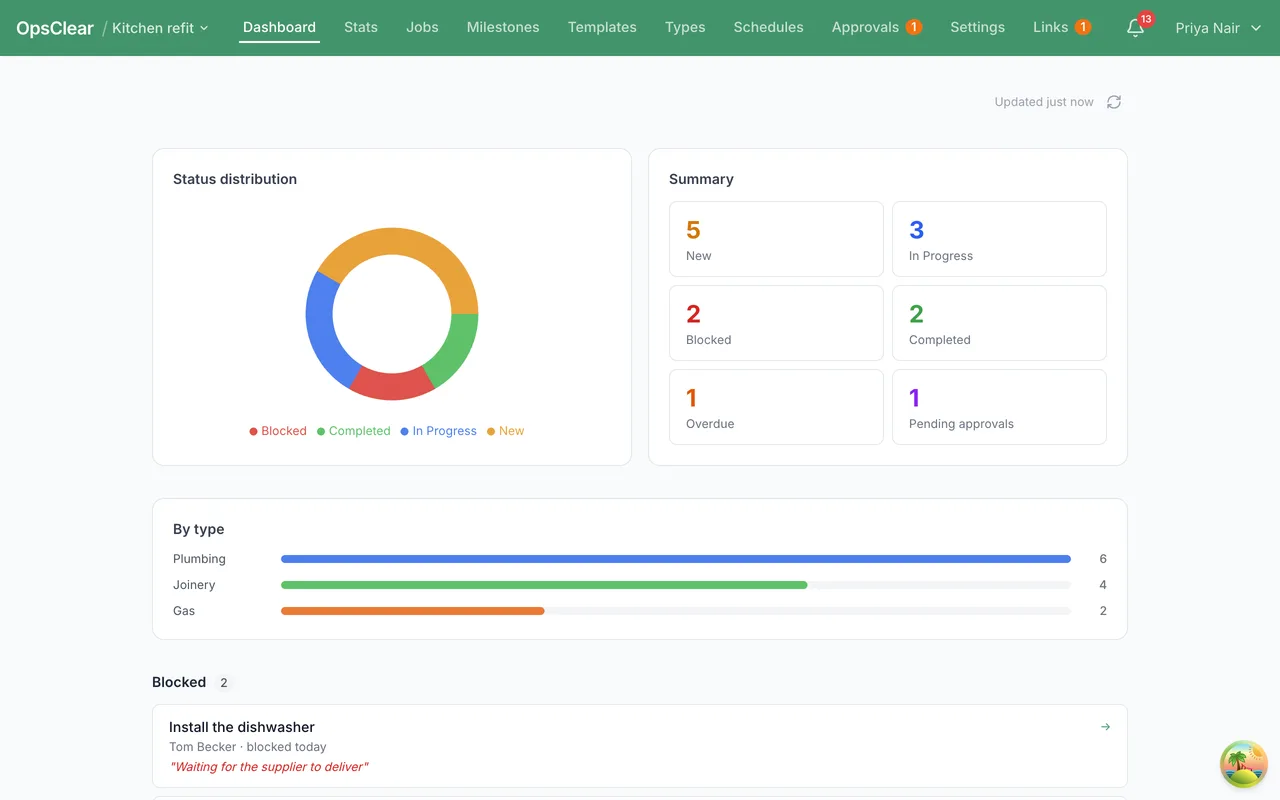 OpsClear / Kitchen refit Dashboard Stats Jobs Milestones Templates Types Schedules Approvals 1 Settings Links 1 13 Priya Nair
Updated just now
Status distribution
Blocked Completed In Progress New
Summary
5
New
3
In Progress
2
Blocked
2
Completed
1
Overdue
1
Pending approvals
By type
Plumbing 6
Joinery 4
Gas 2
Blocked 2
Install the dishwasher →
Tom Becker · blocked today
"Waiting for the supplier to deliver"